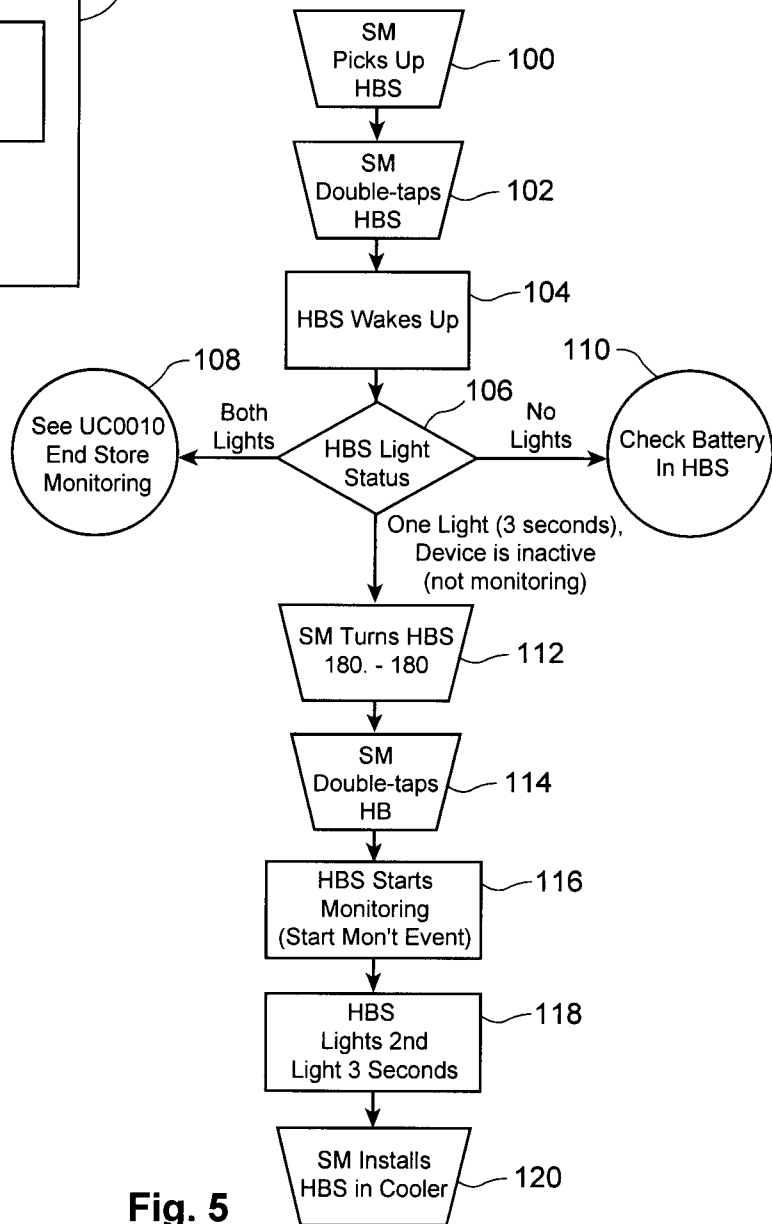 SM
Picks Up
HBS
100
SM
Double-taps
HBS
102
HBS Wakes Up
104
106
HBS Light
Status
Both
Lights
108
See UC0010
End Store
Monitoring
No
Lights
110
Check Battery
In HBS
One Light (3 seconds),
Device is inactive
(not monitoring)
SM Turns HBS
180. - 180
112
SM
Double-taps
HB
114
HBS Starts
Monitoring
(Start Mon't Event)
116
HBS
Lights 2nd
Light 3 Seconds
118
SM Installs
HBS in Cooler
120
Fig. 5